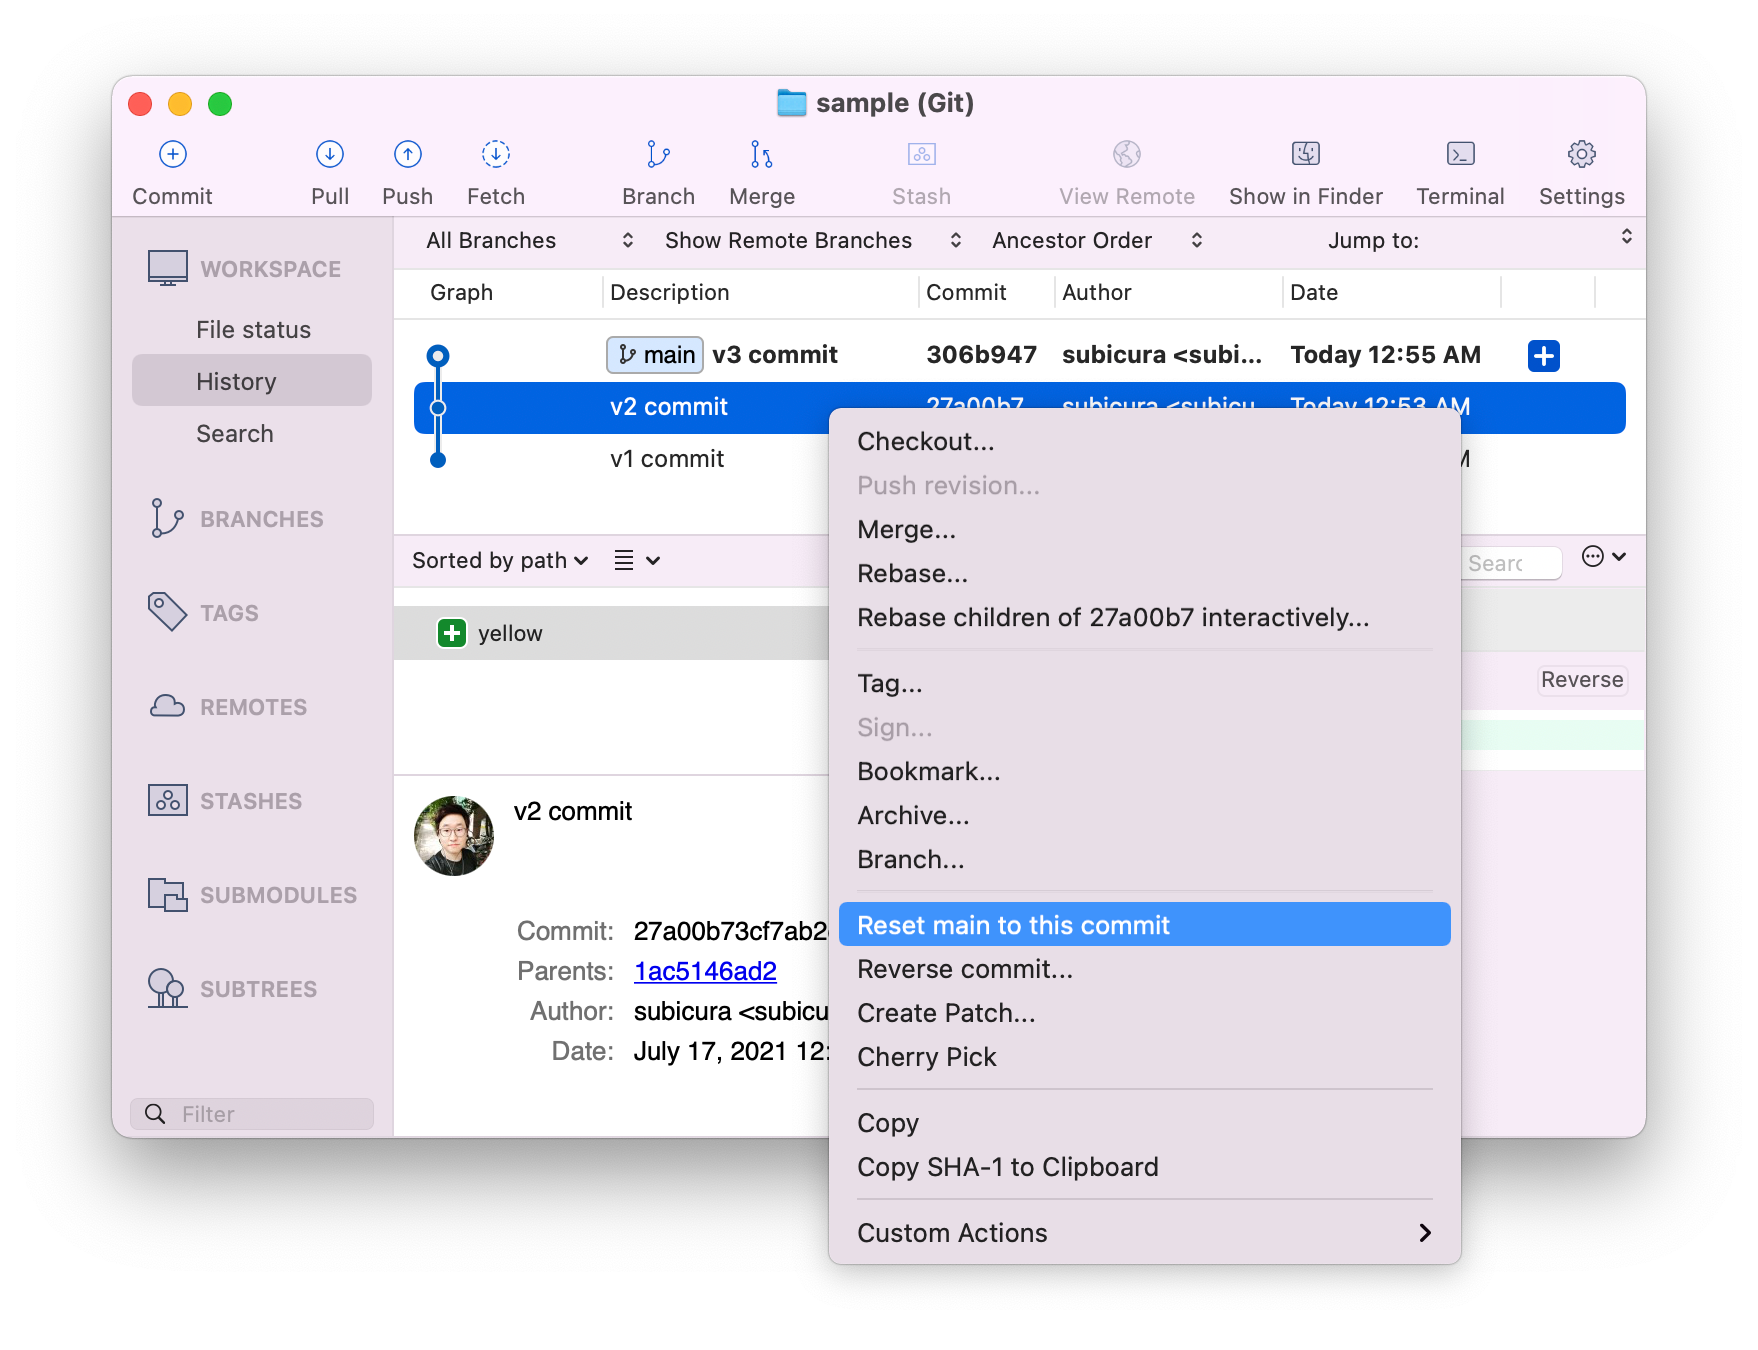 sample (Git)
Commit Pull Push Fetch Branch Merge Stash View Remote Show in Finder Terminal Settings
All Branches Show Remote Branches Ancestor Order Jump to:
WORKSPACE
File status
History
Search
BRANCHES
TAGS
REMOTES
STASHES
SUBMODULES
SUBTREES
Filter
Graph Description Commit Author Date
main v3 commit 306b947 subicura <subi... Today 12:55 AM
v2 commit 27a00b7 subicura <subicu Today 12:53 AM
v1 commit
Sorted by path
Searc
yellow
Reverse
v2 commit
Commit: 27a00b73cf7ab2
Parents: 1ac5146ad2
Author: subicura <subicu
Date: July 17, 2021 12:
Checkout...
Push revision...
Merge...
Rebase...
Rebase children of 27a00b7 interactively...
Tag...
Sign...
Bookmark...
Archive...
Branch...
Reset main to this commit
Reverse commit...
Create Patch...
Cherry Pick
Copy
Copy SHA-1 to Clipboard
Custom Actions